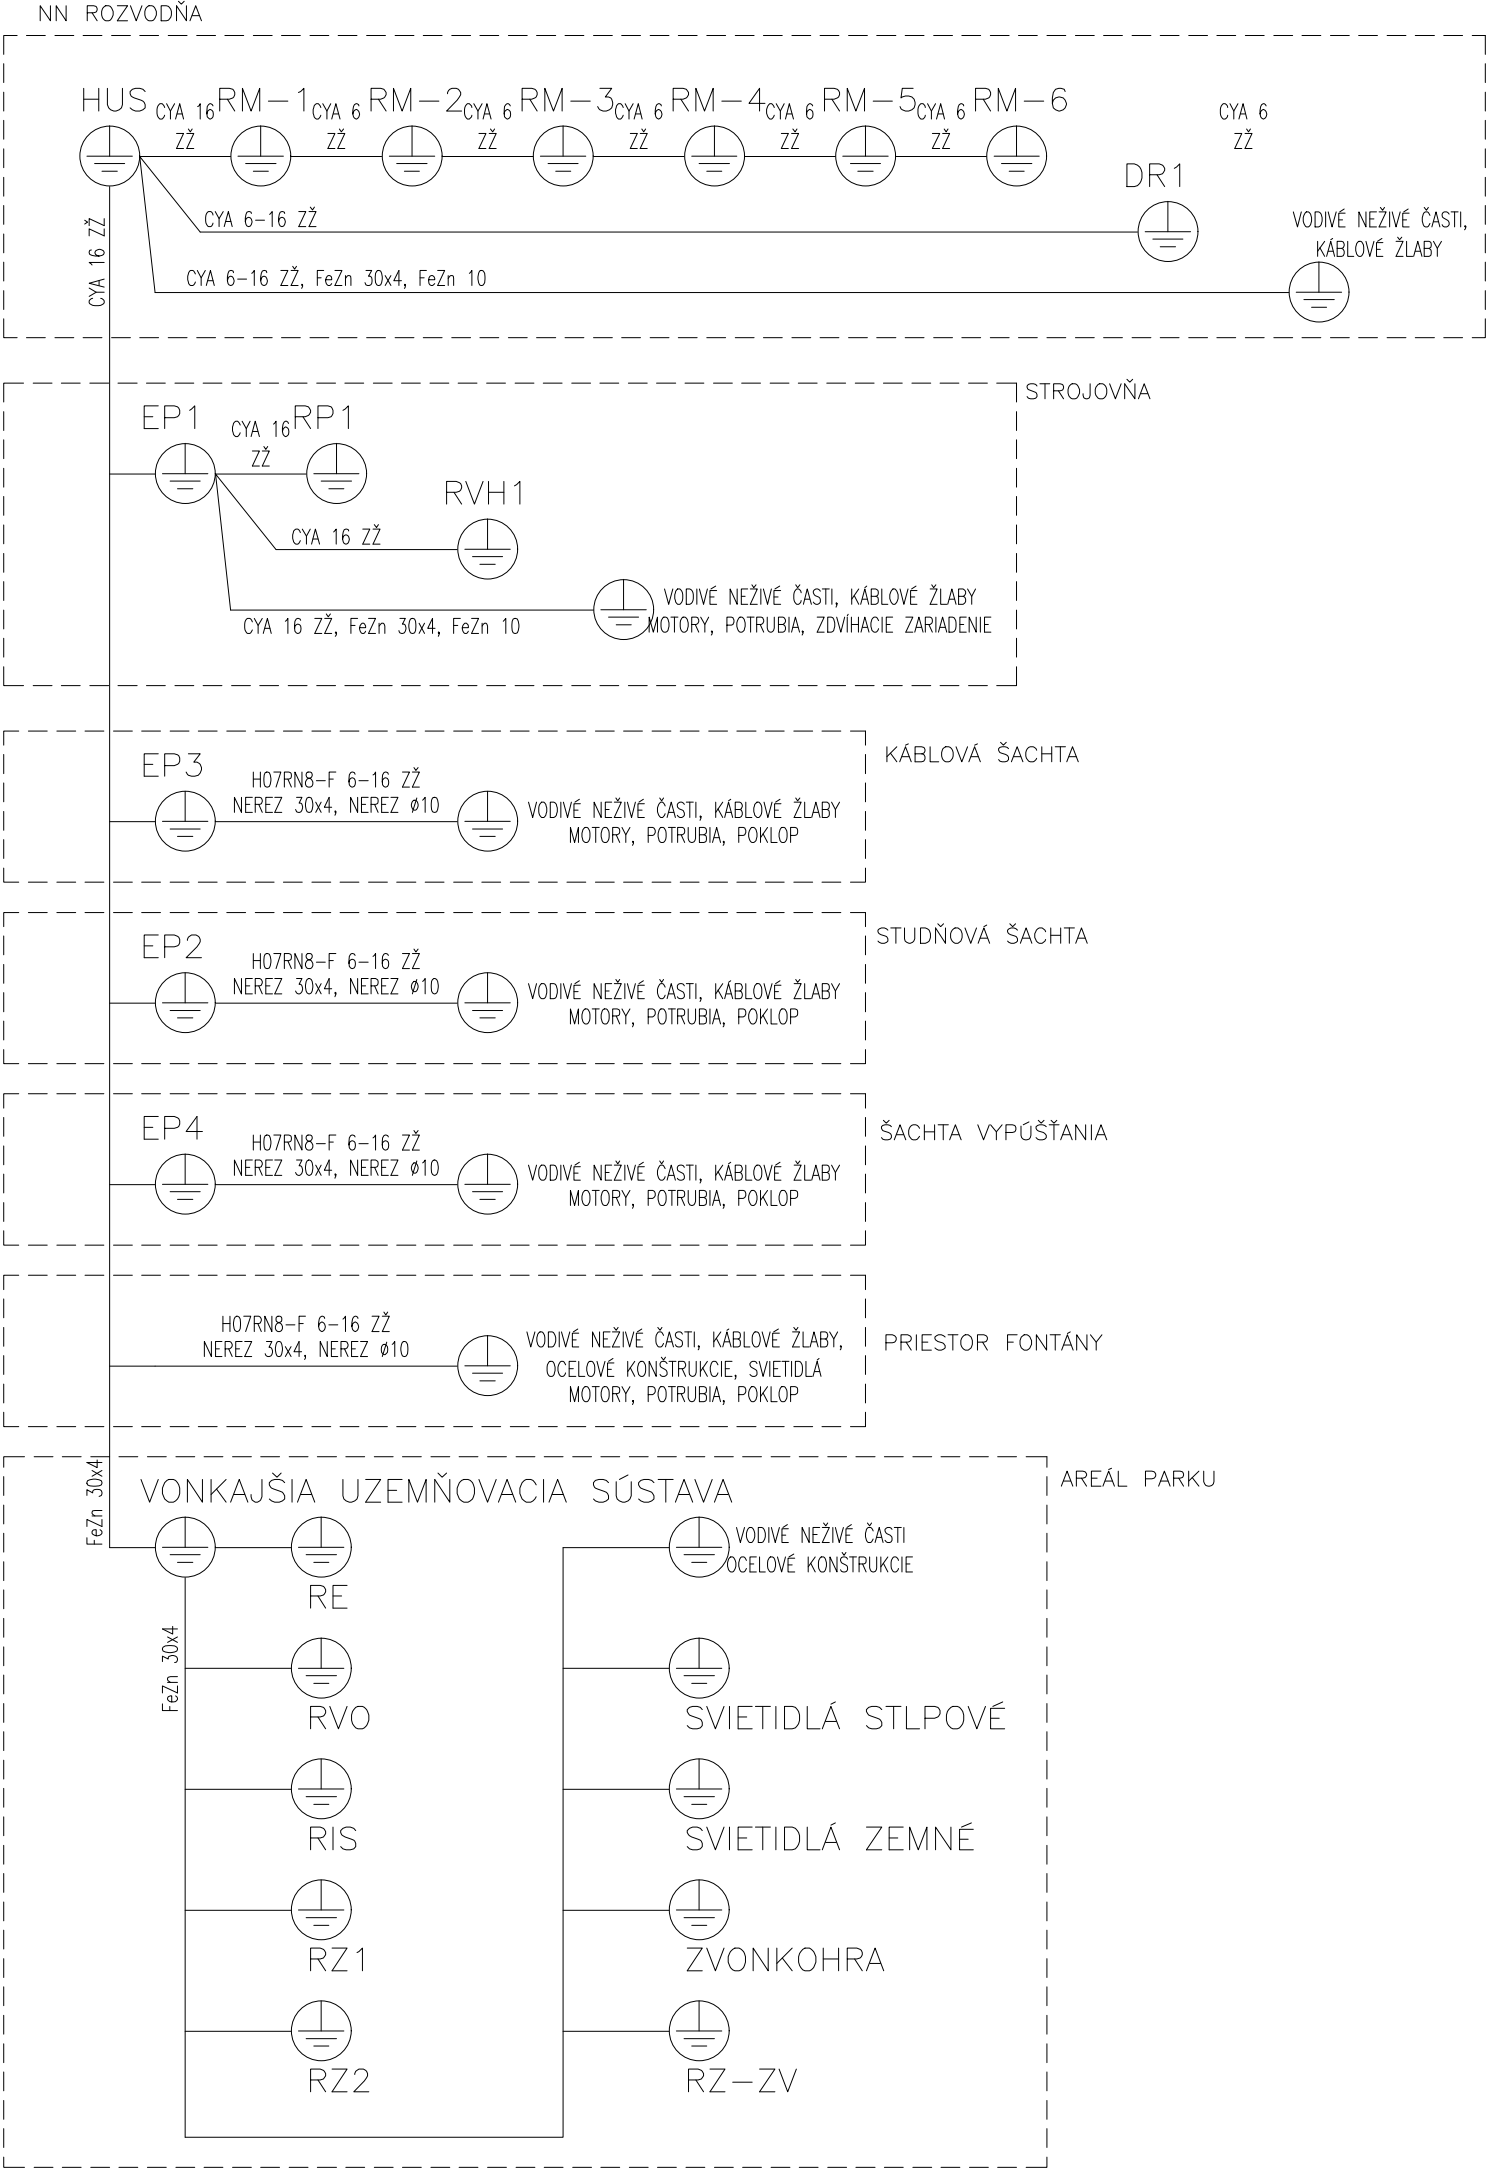 NN ROZVODŇA
HUS
CYA 16
ZŽ
RM-1
CYA 6
ZŽ
RM-2
CYA 6
ZŽ
RM-3
CYA 6
ZŽ
RM-4
CYA 6
ZŽ
RM-5
CYA 6
ZŽ
RM-6
CYA 6
ZŽ
DR1
CYA 6-16 ZŽ
VODIVÉ NEŽIVÉ ČASTI,
KÁBLOVÉ ŽLABY
CYA 6-16 ZŽ, FeZn 30x4, FeZn 10
CYA 16 ZŽ
STROJOVŇA
EP1
CYA 16
ZŽ
RP1
RVH1
CYA 16 ZŽ
VODIVÉ NEŽIVÉ ČASTI, KÁBLOVÉ ŽLABY
MOTORY, POTRUBIA, ZDVÍHACIE ZARIADENIE
CYA 16 ZŽ, FeZn 30x4, FeZn 10
KÁBLOVÁ ŠACHTA
EP3
H07RN8-F 6-16 ZŽ
NEREZ 30x4, NEREZ ø10
VODIVÉ NEŽIVÉ ČASTI, KÁBLOVÉ ŽLABY
MOTORY, POTRUBIA, POKLOP
STUDŇOVÁ ŠACHTA
EP2
H07RN8-F 6-16 ZŽ
NEREZ 30x4, NEREZ ø10
VODIVÉ NEŽIVÉ ČASTI, KÁBLOVÉ ŽLABY
MOTORY, POTRUBIA, POKLOP
ŠACHTA VYPÚŠŤANIA
EP4
H07RN8-F 6-16 ZŽ
NEREZ 30x4, NEREZ ø10
VODIVÉ NEŽIVÉ ČASTI, KÁBLOVÉ ŽLABY
MOTORY, POTRUBIA, POKLOP
PRIESTOR FONTÁNY
H07RN8-F 6-16 ZŽ
NEREZ 30x4, NEREZ ø10
VODIVÉ NEŽIVÉ ČASTI, KÁBLOVÉ ŽLABY,
OCELOVÉ KONŠTRUKCIE, SVIETIDLÁ
MOTORY, POTRUBIA, POKLOP
AREÁL PARKU
FeZn 30x4
VONKAJŠIA UZEMŇOVACIA SÚSTAVA
VODIVÉ NEŽIVÉ ČASTI
OCELOVÉ KONŠTRUKCIE
RE
FeZn 30x4
RVO
SVIETIDLÁ STLPOVÉ
RIS
SVIETIDLÁ ZEMNÉ
RZ1
ZVONKOHRA
RZ2
RZ-ZV